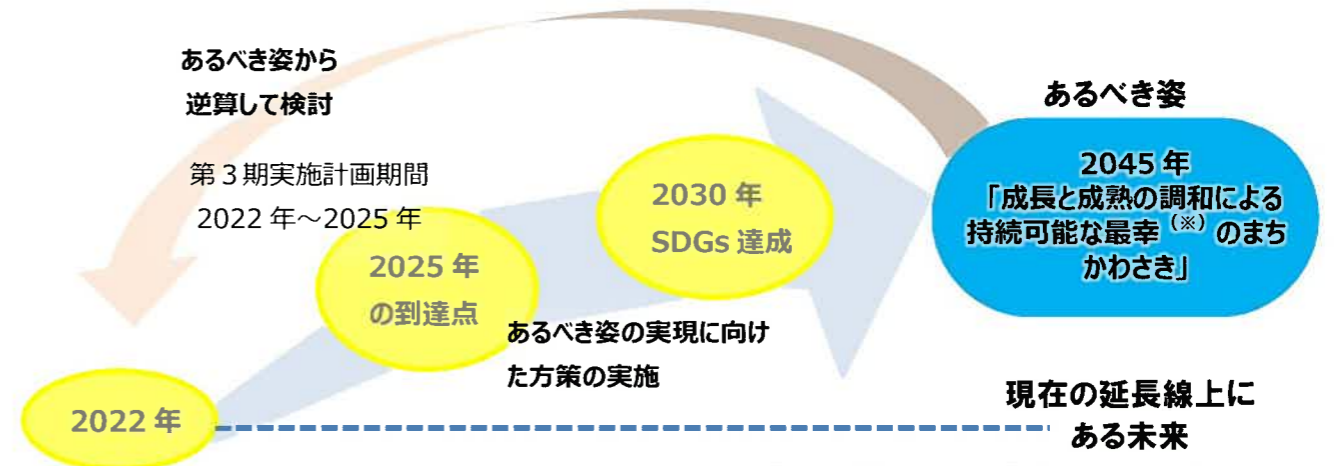 あるべき姿から
逆算して検討
第３期実施計画期間
2022 年～2025 年
2025 年
の到達点
2030 年
SDGs 達成
あるべき姿
2045 年
「成長と成熟の調和による
持続可能な最幸（※）のまち
かわさき」
あるべき姿の実現に向け
た方策の実施
2022 年
現在の延長線上に
ある未来